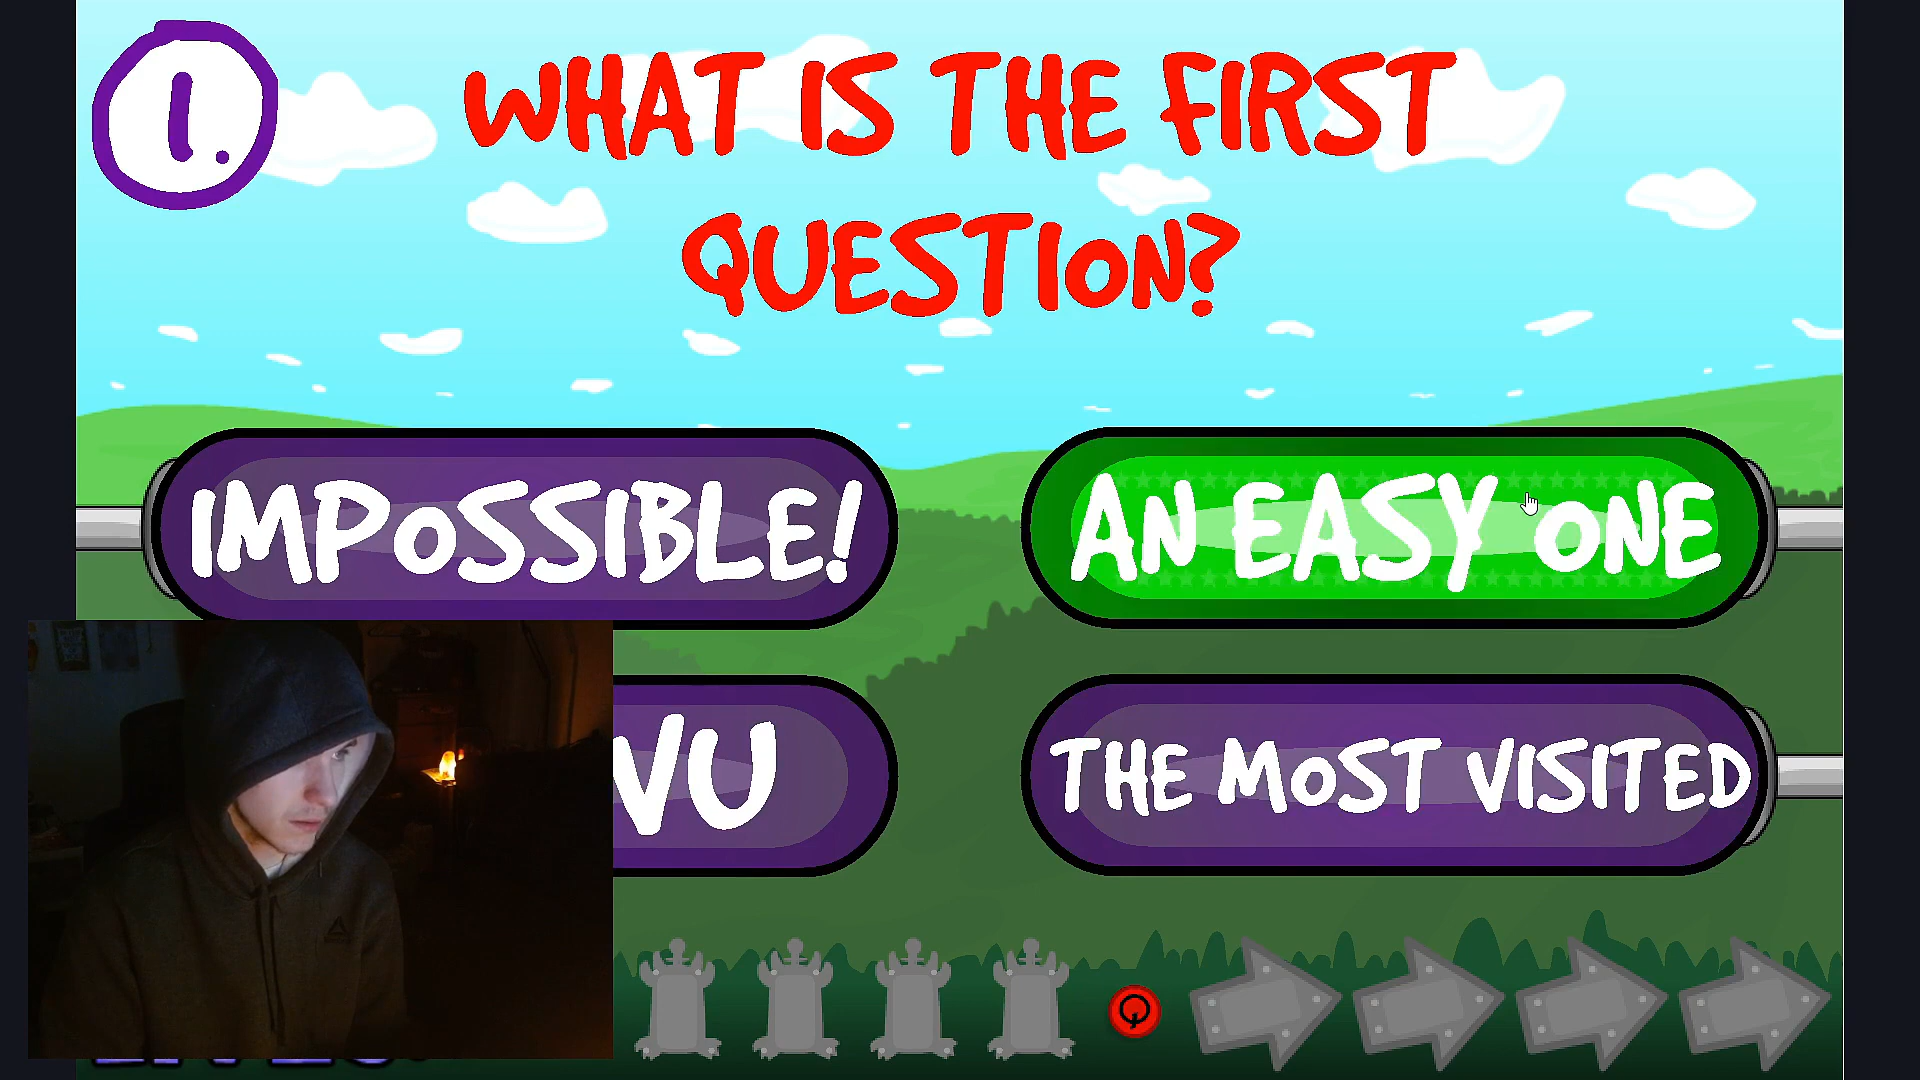 1.
WHAT IS THE FIRST
QUESTION?
IMPOSSIBLE!
AN EASY ONE
VU
THE MOST VISITED
Q